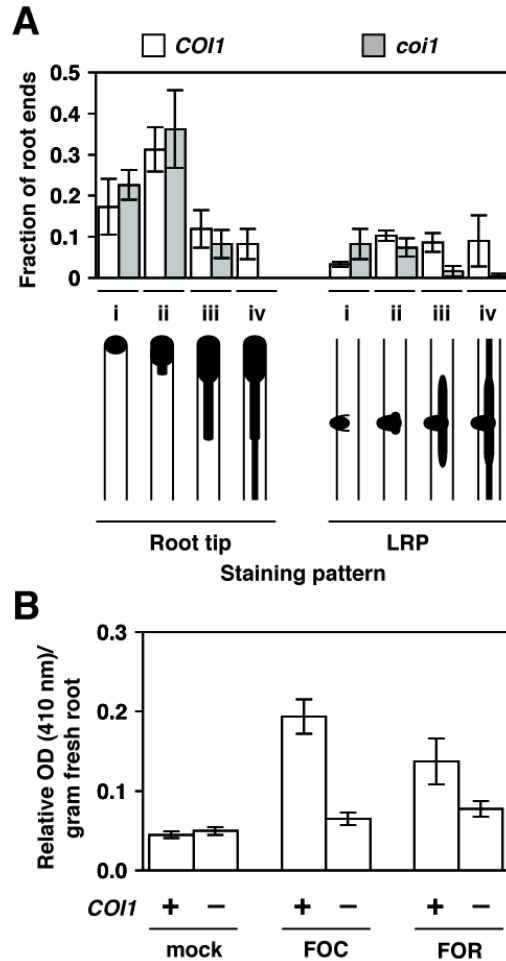 A
COI1 coi1
Fraction of root ends
0.5
0.4
0.3
0.2
0.1
0
i ii iii iv i ii iii iv
Root tip LRP
Staining pattern
B
Relative OD (410 nm)/
gram fresh root
0.3
0.2
0.1
0.0
COI1 + − + − + −
mock FOC FOR